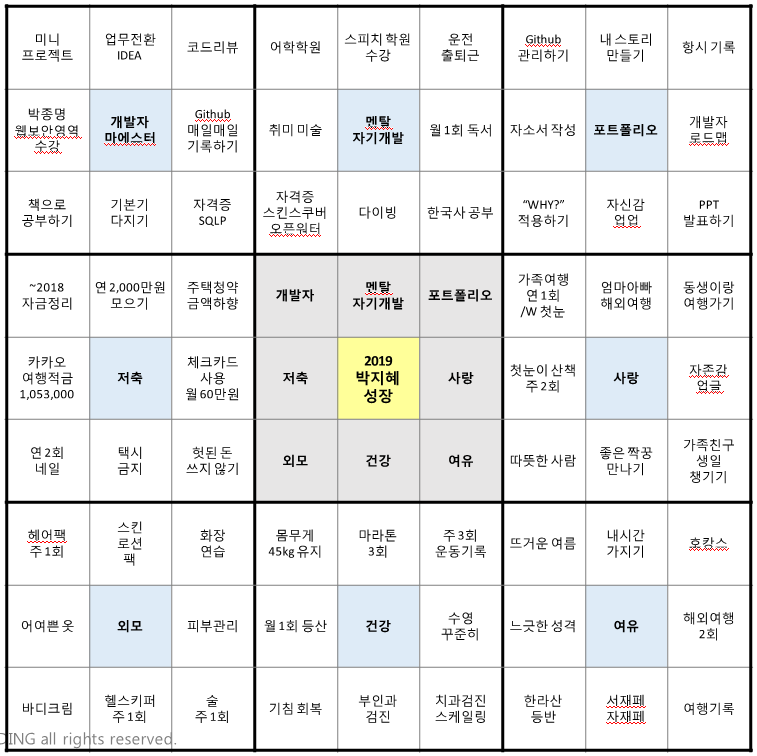 미니
프로젝트
업무전환
IDEA
코드리뷰
어학학원
스피치 학원
수강
운전
출퇴근
Github
관리하기
내 스토리
만들기
항시 기록
박종명
웹보안영역
수강
개발자
마에스터
Github
매일매일
기록하기
취미 미술
멘탈
자기개발
월 1회 독서
자소서 작성
포트폴리오
개발자
로드맵
책으로
공부하기
기본기
다지기
자격증
SQLP
자격증
스킨스쿠버
오픈워터
다이빙
한국사 공부
“WHY?”
적용하기
자신감
업업
PPT
발표하기
~2018
자금정리
연 2,000만원
모으기
주택청약
금액하향
개발자
멘탈
자기개발
포트폴리오
가족여행
연 1회
/W 첫눈
엄마아빠
해외여행
동생이랑
여행가기
카카오
여행적금
1,053,000
저축
체크카드
사용
월 60만원
저축
2019
박지혜
성장
사랑
첫눈이 산책
주 2회
사랑
자존감
업글
연 2회
네일
택시
금지
헛된 돈
쓰지 않기
외모
건강
여유
따뜻한 사람
좋은 짝꿍
만나기
가족친구
생일
챙기기
헤어팩
주 1회
스킨
로션
팩
화장
연습
몸무게
45kg 유지
마라톤
3회
주 3회
운동기록
뜨거운 여름
내시간
가지기
호캉스
어여쁜 옷
외모
피부관리
월 1회 등산
건강
수영
꾸준히
느긋한 성격
여유
해외여행
2회
바디크림
헬스키퍼
주 1회
술
주 1회
기침 회복
부인과
검진
치과검진
스케일링
한라산
등반
서재페
자재페
여행기록
DING all rights reserved.